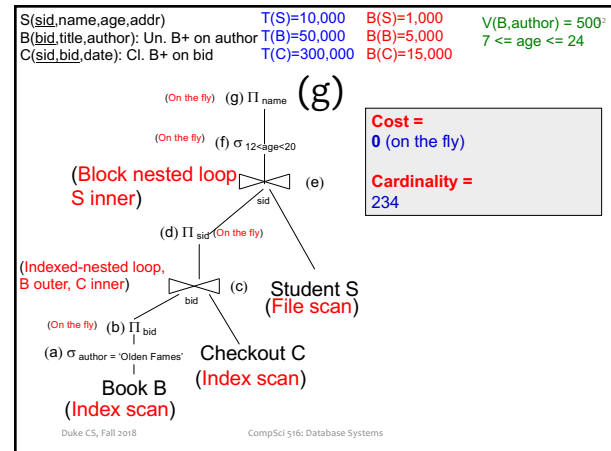 S(sid,name,age,addr) T(S)=10,000 B(S)=1,000 V(B,author) = 500²
B(bid,title,author): Un. B+ on author T(B)=50,000 B(B)=5,000 7 <= age <= 24
C(sid,bid,date): Cl. B+ on bid T(C)=300,000 B(C)=15,000
(On the fly) (g) Π name (g)
(On the fly) (f) σ 12<age<20
Cost =
0 (on the fly)
Cardinality =
234
(Block nested loop
S inner)
(e)
sid
(d) Π sid (On the fly)
(Indexed-nested loop,
B outer, C inner)
(c)
bid
Student S
(File scan)
(On the fly) (b) Π bid
(a) σ author = 'Olden Fames'
Checkout C
(Index scan)
Book B
(Index scan)
Duke CS, Fall 2018 CompSci 516: Database Systems